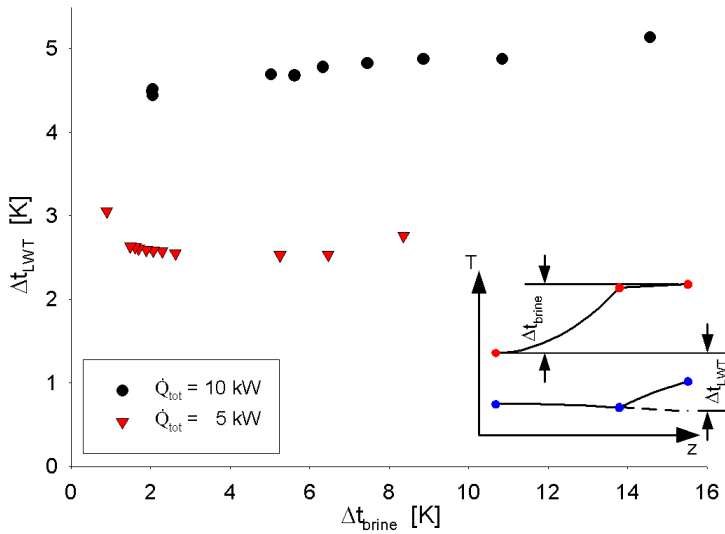 5
4
3
2
1
0
Δt_LWT [K]
Q̇_tot = 10 kW
Q̇_tot = 5 kW
T
Δt_brine
Δt_LWT
z
0 2 4 6 8 10 12 14 16
Δt_brine [K]